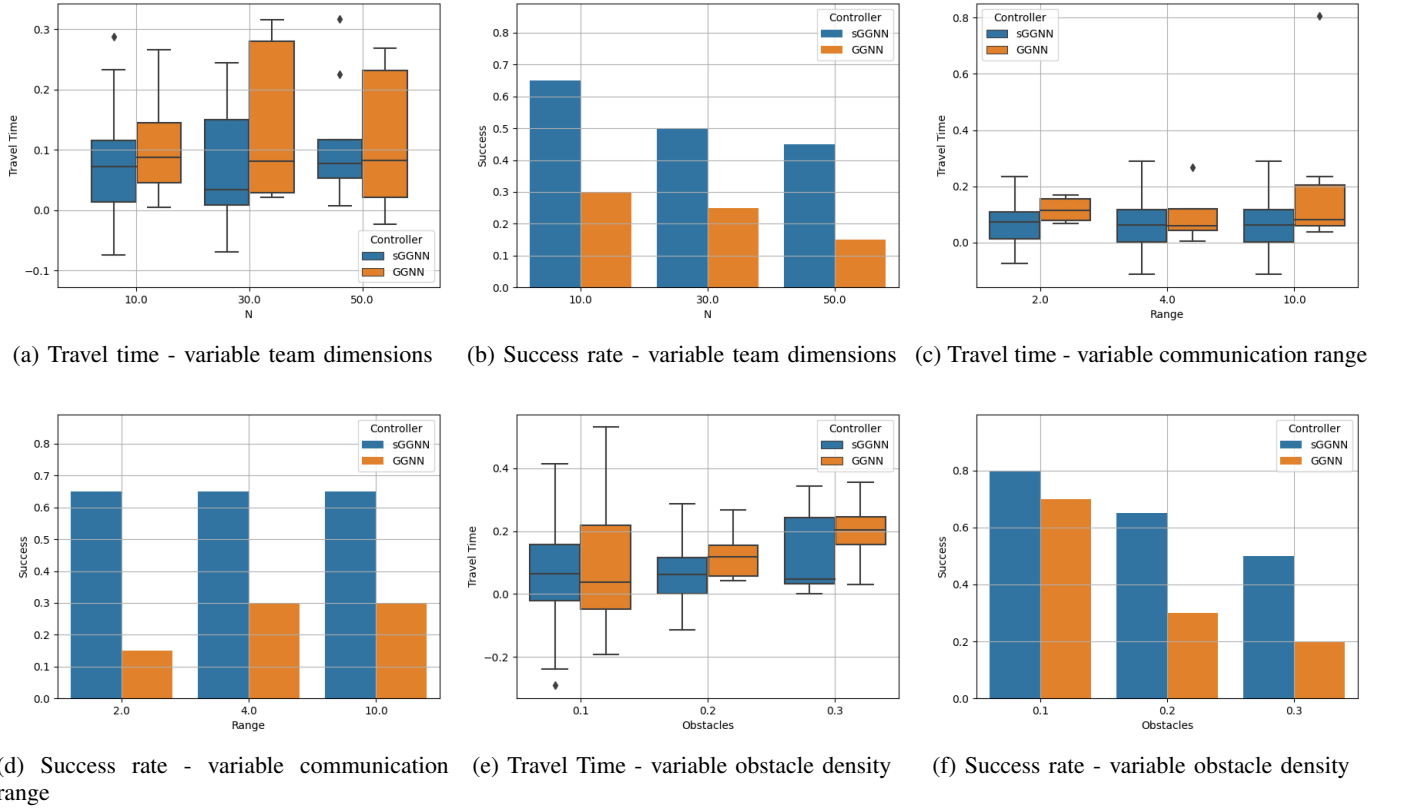 Controller
sGGNN
GGNN
0.3
0.2
0.1
0.0
−0.1
Travel Time
10.0 30.0 50.0
N
(a) Travel time - variable team dimensions
Controller
sGGNN
GGNN
0.8
0.7
0.6
0.5
0.4
0.3
0.2
0.1
0.0
Success
10.0 30.0 50.0
N
(b) Success rate - variable team dimensions
Controller
sGGNN
GGNN
0.8
0.6
0.4
0.2
0.0
Travel Time
2.0 4.0 10.0
Range
(c) Travel time - variable communication range
Controller
sGGNN
GGNN
0.8
0.7
0.6
0.5
0.4
0.3
0.2
0.1
0.0
Success
2.0 4.0 10.0
Range
(d) Success rate - variable communication
range
Controller
sGGNN
GGNN
0.4
0.2
0.0
−0.2
Travel Time
0.1 0.2 0.3
Obstacles
(e) Travel Time - variable obstacle density
Controller
sGGNN
GGNN
0.8
0.6
0.4
0.2
0.0
Success
0.1 0.2 0.3
Obstacles
(f) Success rate - variable obstacle density